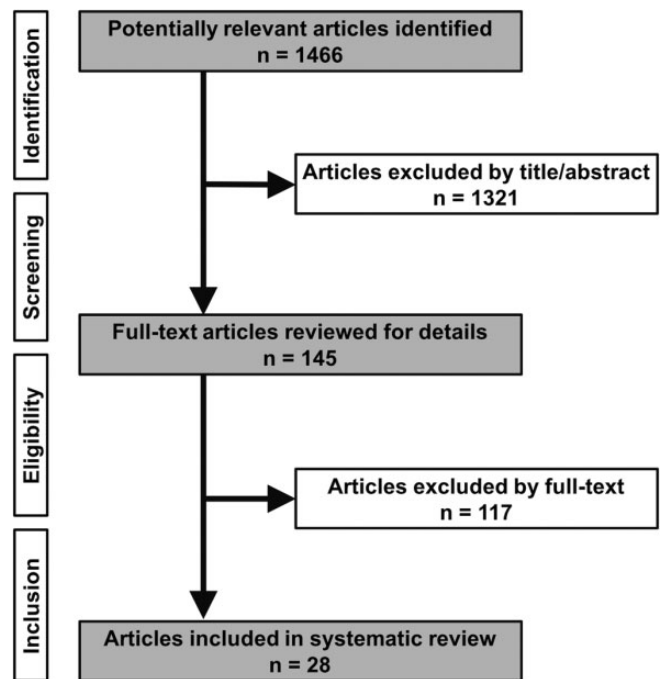 Potentially relevant articles identified
n = 1466
Identification
Articles excluded by title/abstract
n = 1321
Screening
Full-text articles reviewed for details
n = 145
Eligibility
Articles excluded by full-text
n = 117
Inclusion
Articles included in systematic review
n = 28